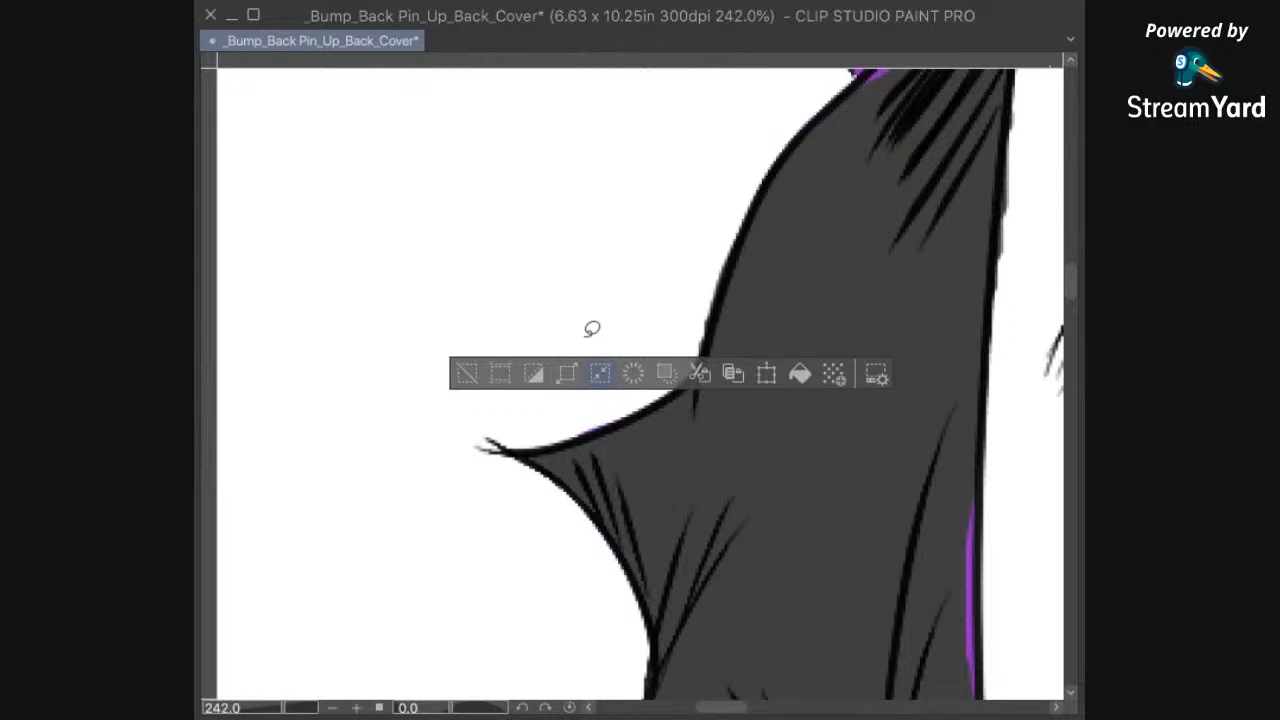 _Bump_Back Pin_Up_Back_Cover* (6.63 x 10.25in 300dpi 242.0%) - CLIP STUDIO PAINT PRO
_Bump_Back Pin_Up_Back_Cover*
Powered by
StreamYard
242.0
0.0